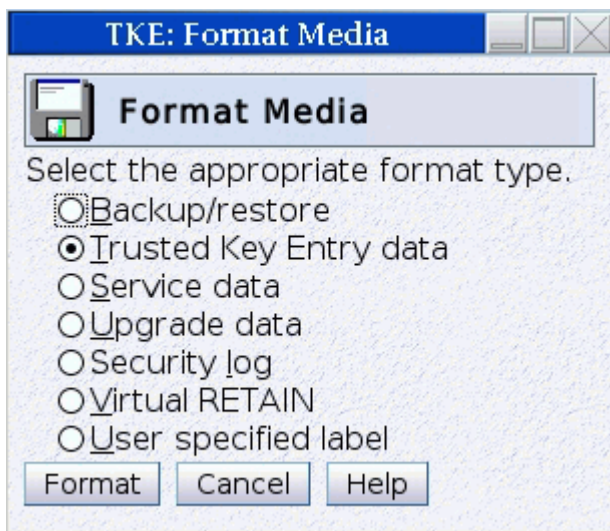 TKE: Format Media
Format Media
Select the appropriate format type.
Backup/restore
Trusted Key Entry data
Service data
Upgrade data
Security log
Virtual RETAIN
User specified label
Format Cancel Help